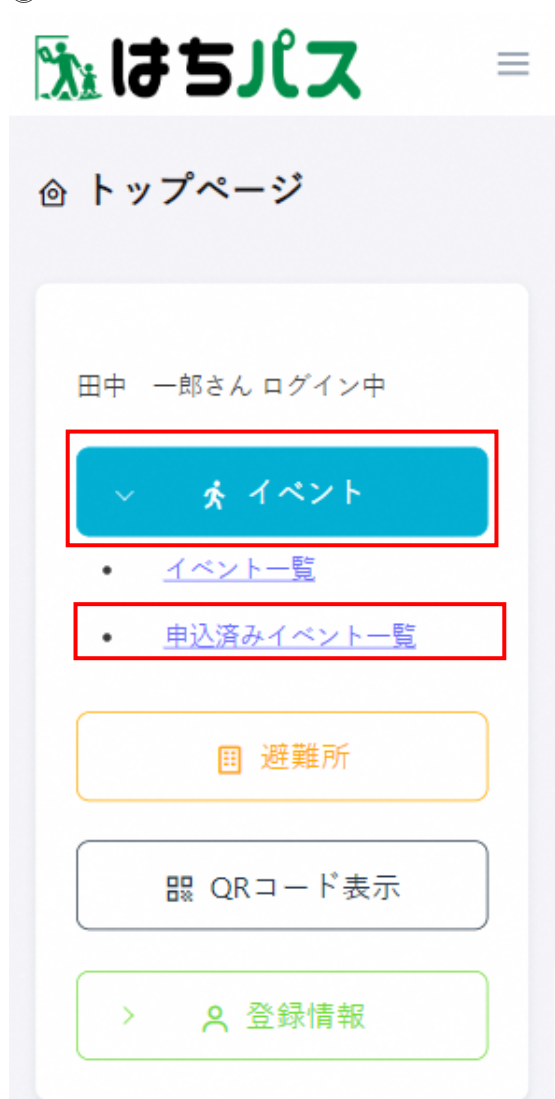 はちパス
トップページ
田中　一郎さん ログイン中
イベント
• イベント一覧
• 申込済みイベント一覧
避難所
QRコード表示
登録情報